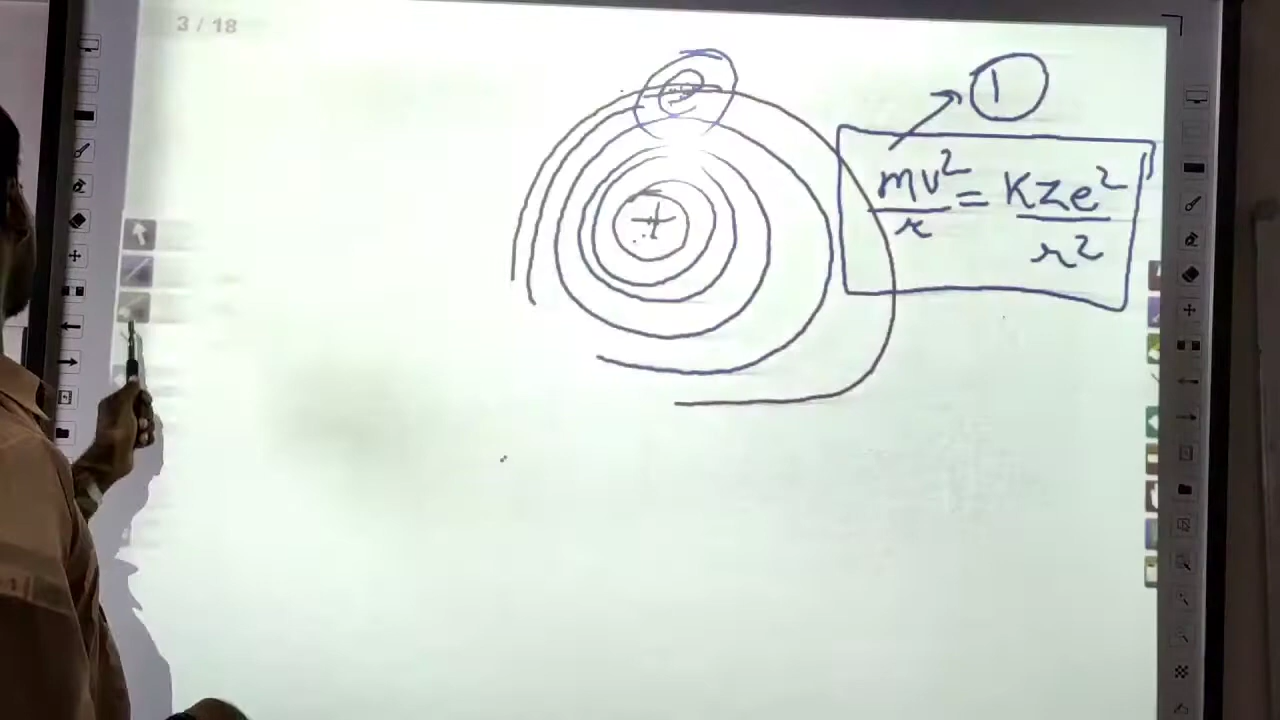 3 / 18
1
mv²/r = KZe²/r²
+